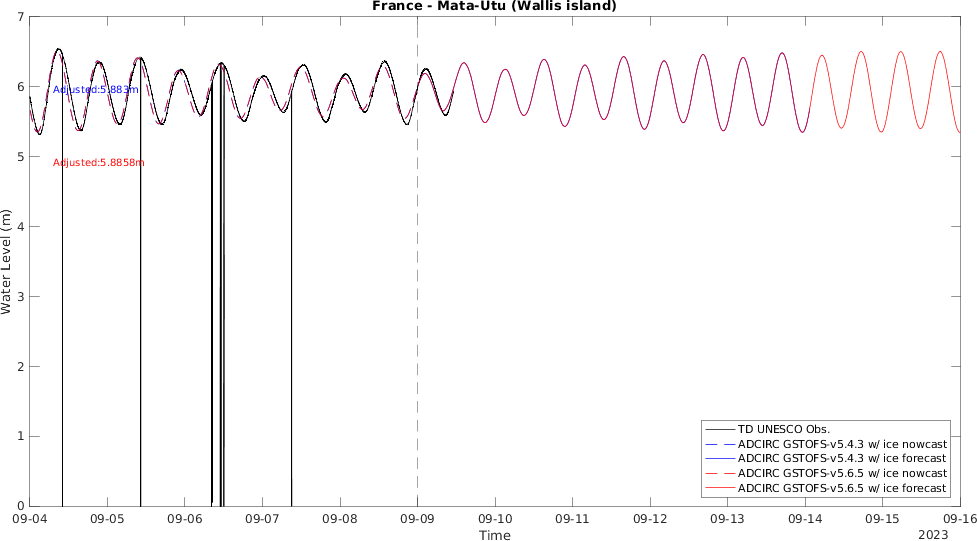 France - Mata-Utu (Wallis island)
7
6
5
4
3
2
1
0
Water Level (m)
Adjusted:5.883m
Adjusted:5.8858m
TD UNESCO Obs.
ADCIRC GSTOFS-v5.4.3 w/ ice nowcast
ADCIRC GSTOFS-v5.4.3 w/ ice forecast
ADCIRC GSTOFS-v5.6.5 w/ ice nowcast
ADCIRC GSTOFS-v5.6.5 w/ ice forecast
09-04 09-05 09-06 09-07 09-08 09-09 09-10 09-11 09-12 09-13 09-14 09-15 09-16
Time
2023